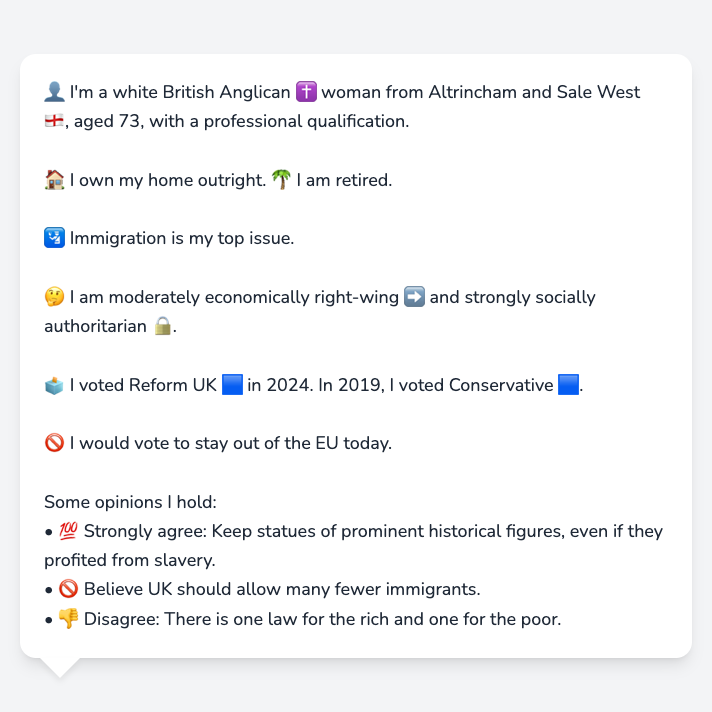 👤 I'm a white British Anglican ✝️ woman from Altrincham and Sale West
🏴󠁧󠁢󠁥󠁮󠁧󠁿, aged 73, with a professional qualification.
🏠 I own my home outright. 🌴 I am retired.
🛂 Immigration is my top issue.
🤔 I am moderately economically right-wing ➡️ and strongly socially
authoritarian 🔒.
🗳️ I voted Reform UK 🟦 in 2024. In 2019, I voted Conservative 🟦.
🚫 I would vote to stay out of the EU today.
Some opinions I hold:
• 💯 Strongly agree: Keep statues of prominent historical figures, even if they
profited from slavery.
• 🚫 Believe UK should allow many fewer immigrants.
• 👎 Disagree: There is one law for the rich and one for the poor.